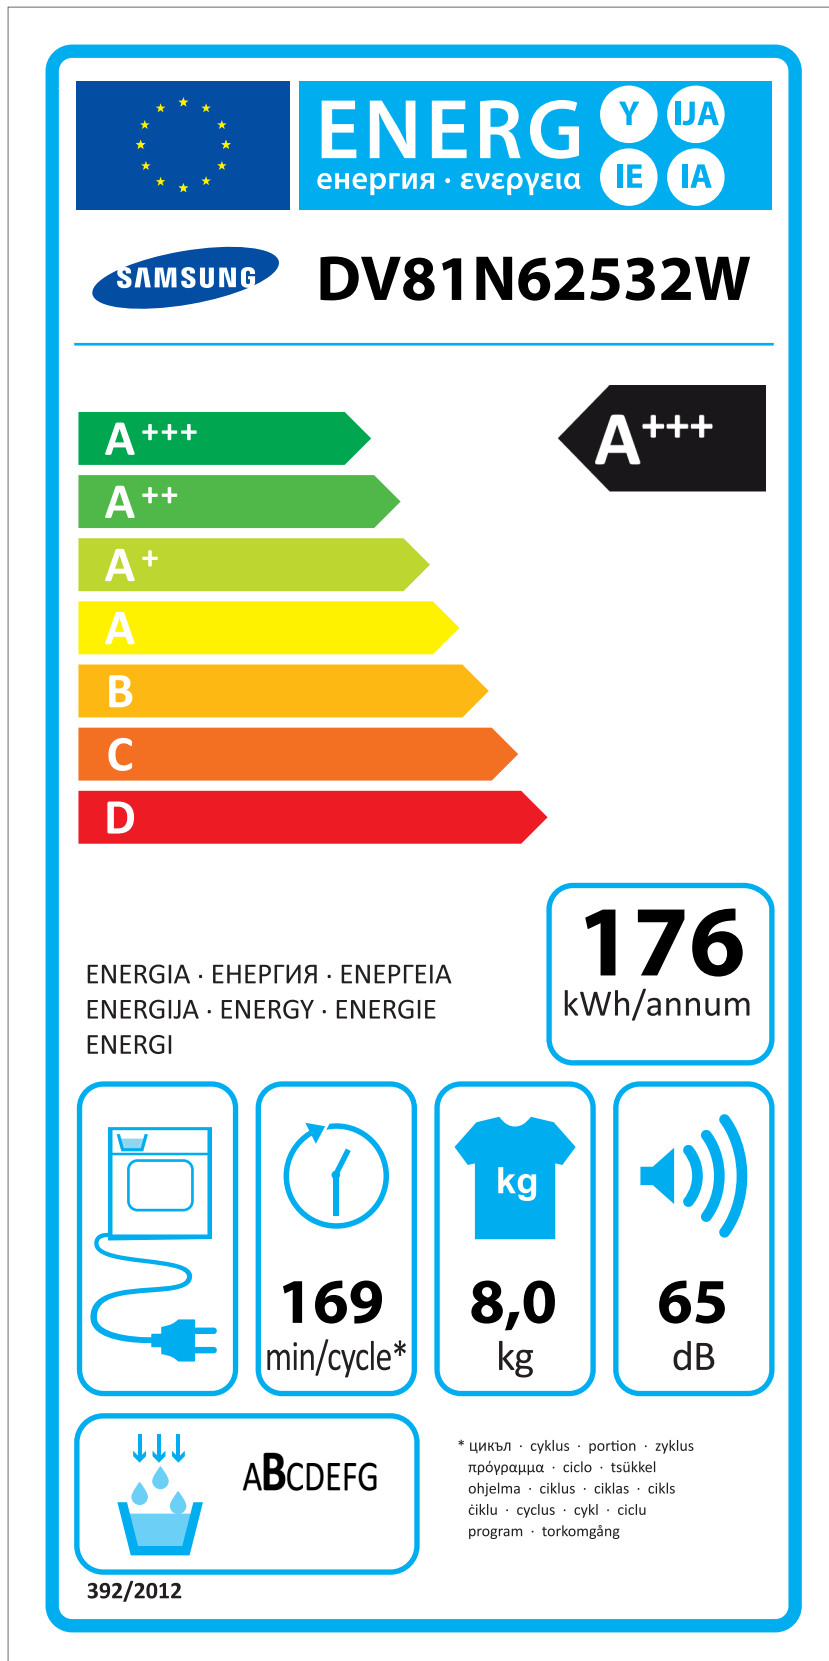 ENERG Y IJA
енергия · ενεργεια IE IA
SAMSUNG DV81N62532W
A+++ A+++
A++
A+
A
B
C
D
176
kWh/annum
ENERGIA · ЕНЕРГИЯ · ΕΝΕΡΓΕΙΑ
ENERGIJA · ENERGY · ENERGIE
ENERGI
kg
169 8,0 65
min/cycle* kg dB
ABCDEFG
* цикъл · cyklus · portion · zyklus
πρόγραμμα · ciclo · tsükkel
ohjelma · ciklus · ciklas · cikls
ċiklu · cyclus · cykl · ciclu
program · torkomgång
392/2012